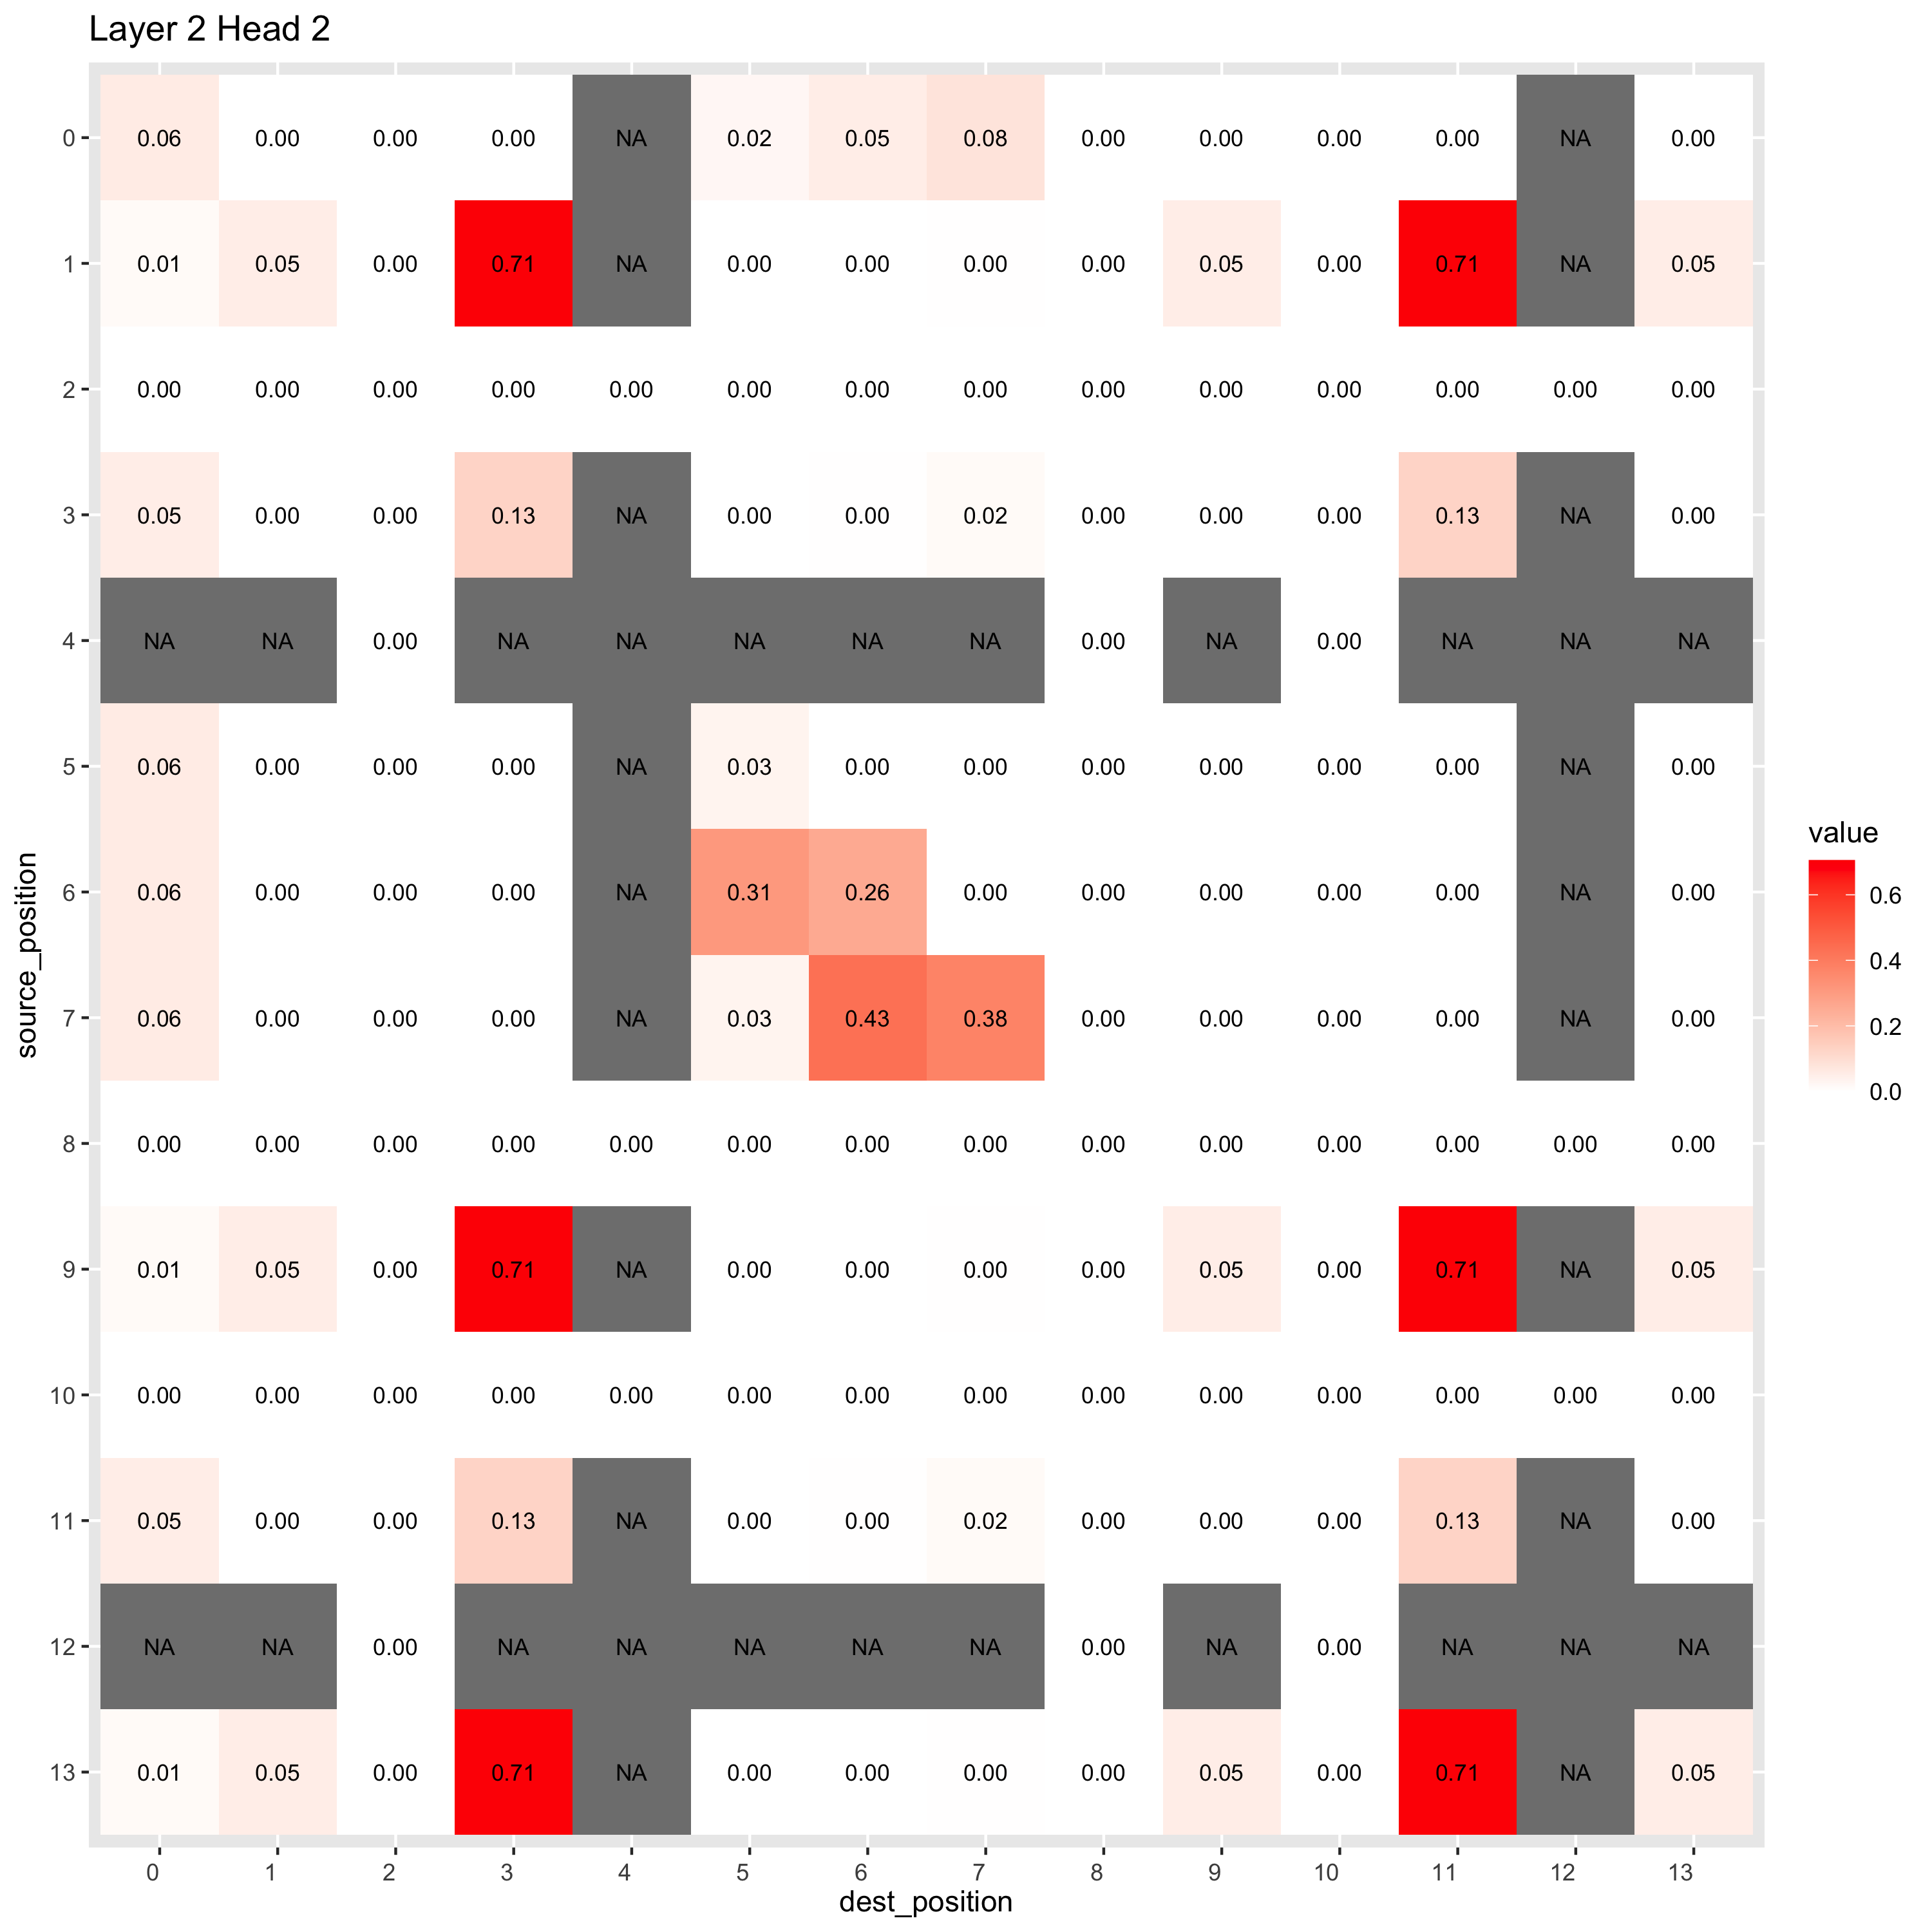 Layer 2 Head 2
0 0.06 0.00 0.00 0.00 NA 0.02 0.05 0.08 0.00 0.00 0.00 0.00 NA 0.00
1 0.01 0.05 0.00 0.71 NA 0.00 0.00 0.00 0.00 0.05 0.00 0.71 NA 0.05
2 0.00 0.00 0.00 0.00 0.00 0.00 0.00 0.00 0.00 0.00 0.00 0.00 0.00 0.00
3 0.05 0.00 0.00 0.13 NA 0.00 0.00 0.02 0.00 0.00 0.00 0.13 NA 0.00
4 NA NA 0.00 NA NA NA NA NA 0.00 NA 0.00 NA NA NA
5 0.06 0.00 0.00 0.00 NA 0.03 0.00 0.00 0.00 0.00 0.00 0.00 NA 0.00
6 0.06 0.00 0.00 0.00 NA 0.31 0.26 0.00 0.00 0.00 0.00 0.00 NA 0.00
7 0.06 0.00 0.00 0.00 NA 0.03 0.43 0.38 0.00 0.00 0.00 0.00 NA 0.00
8 0.00 0.00 0.00 0.00 0.00 0.00 0.00 0.00 0.00 0.00 0.00 0.00 0.00 0.00
9 0.01 0.05 0.00 0.71 NA 0.00 0.00 0.00 0.00 0.05 0.00 0.71 NA 0.05
10 0.00 0.00 0.00 0.00 0.00 0.00 0.00 0.00 0.00 0.00 0.00 0.00 0.00 0.00
11 0.05 0.00 0.00 0.13 NA 0.00 0.00 0.02 0.00 0.00 0.00 0.13 NA 0.00
12 NA NA 0.00 NA NA NA NA NA 0.00 NA 0.00 NA NA NA
13 0.01 0.05 0.00 0.71 NA 0.00 0.00 0.00 0.00 0.05 0.00 0.71 NA 0.05
0 1 2 3 4 5 6 7 8 9 10 11 12 13
dest_position
source_position
value
0.6
0.4
0.2
0.0